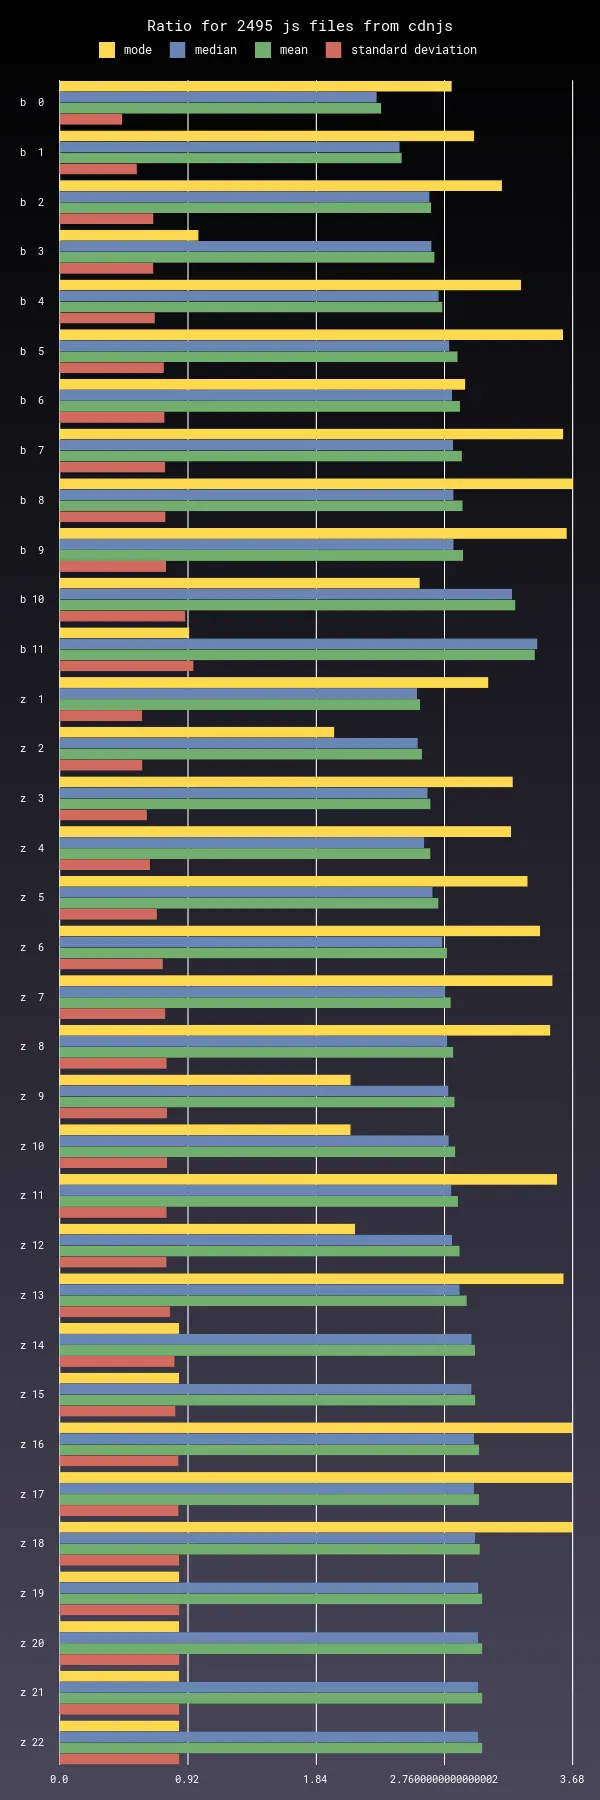 Ratio for 2495 js files from cdnjs
mode median mean standard deviation
b 0
b 1
b 2
b 3
b 4
b 5
b 6
b 7
b 8
b 9
b 10
b 11
z 1
z 2
z 3
z 4
z 5
z 6
z 7
z 8
z 9
z 10
z 11
z 12
z 13
z 14
z 15
z 16
z 17
z 18
z 19
z 20
z 21
z 22
0.0 0.92 1.84 2.7600000000000002 3.68